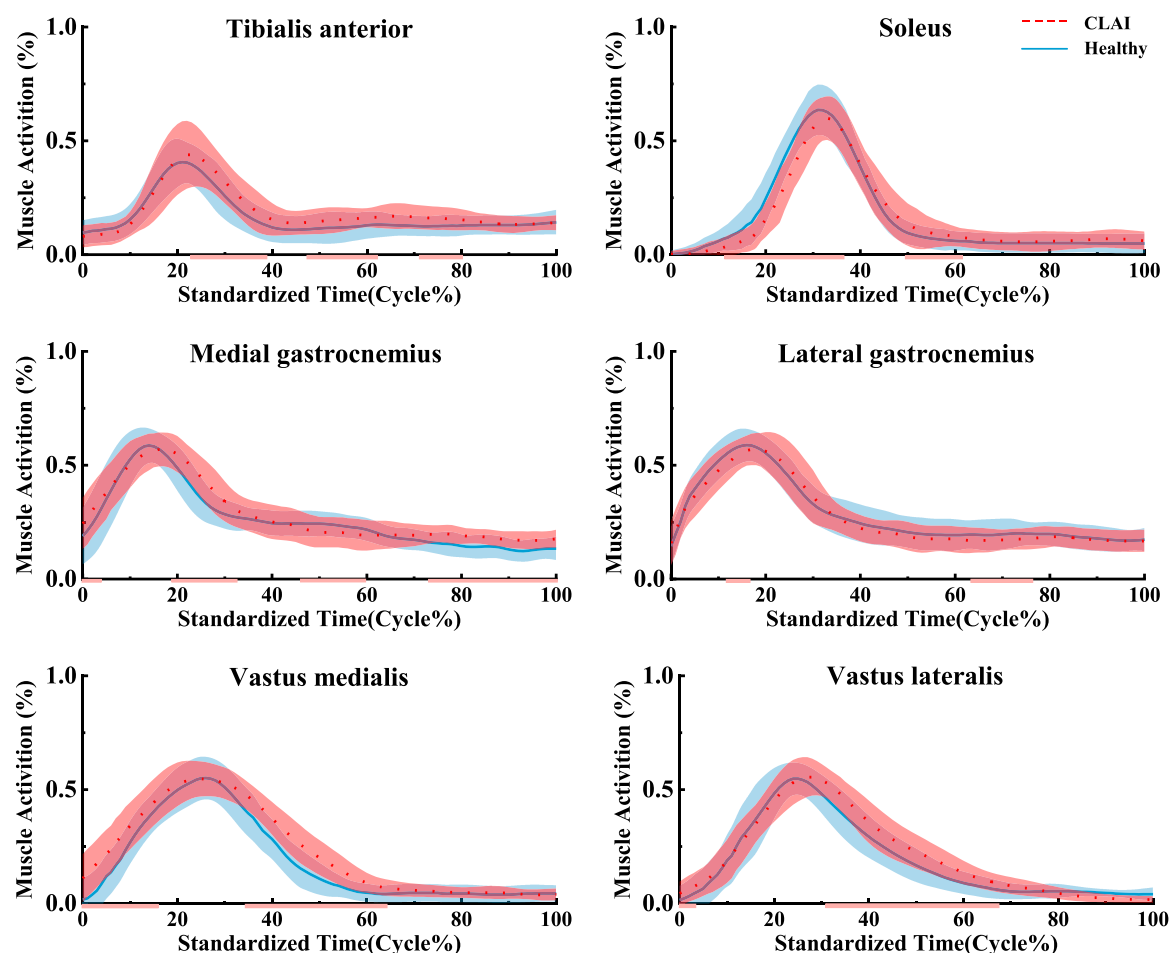 Tibialis anterior
Muscle Activition (%)
1.0
0.5
0.0
0 20 40 60 80 100
Standardized Time(Cycle%)
Soleus
CLAI
Healthy
Muscle Activition (%)
1.0
0.5
0.0
0 20 40 60 80 100
Standardized Time(Cycle%)
Medial gastrocnemius
Muscle Activition (%)
1.0
0.5
0.0
0 20 40 60 80 100
Standardized Time(Cycle%)
Lateral gastrocnemius
Muscle Activition (%)
1.0
0.5
0.0
0 20 40 60 80 100
Standardized Time(Cycle%)
Vastus medialis
Muscle Activition (%)
1.0
0.5
0.0
0 20 40 60 80 100
Standardized Time(Cycle%)
Vastus lateralis
Muscle Activition (%)
1.0
0.5
0.0
0 20 40 60 80 100
Standardized Time(Cycle%)